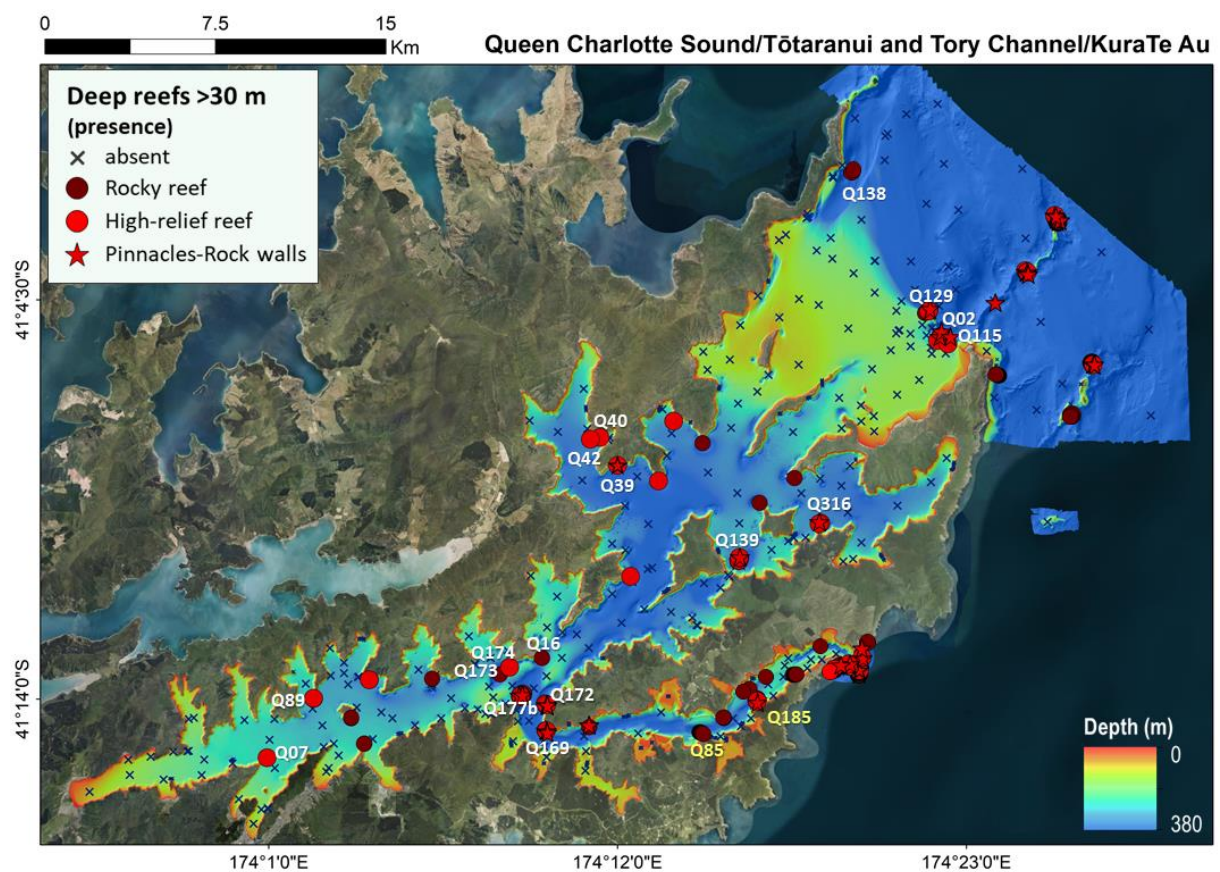 0 7.5 15
Km
Queen Charlotte Sound/Tōtaranui and Tory Channel/KuraTe Au
Deep reefs >30 m
(presence)
absent
Rocky reef
High-relief reef
Pinnacles-Rock walls
Q138
41°4'30"S
Q129
Q02
Q115
Q40
Q42
Q39
Q316
Q139
Q16
Q174
Q173
Q89
Q172
Q177b
Q185
Q169
Q85
Q07
41°14'0"S
Depth (m)
0
380
174°1'0"E 174°12'0"E 174°23'0"E